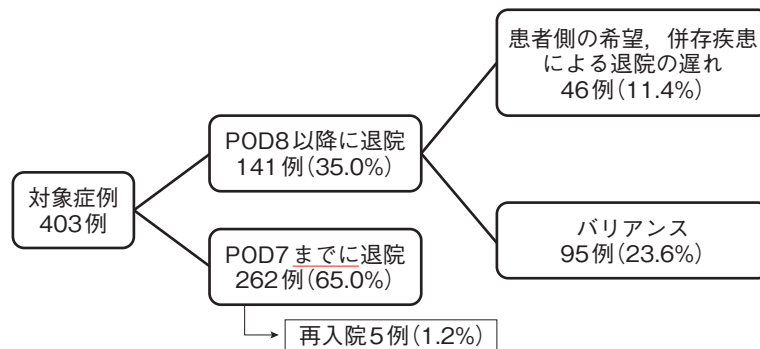 対象症例
403例
POD8以降に退院
141例(35.0%)
患者側の希望，併存疾患
による退院の遅れ
46例(11.4%)
バリアンス
95例(23.6%)
POD7までに退院
262例(65.0%)
再入院5例(1.2%)